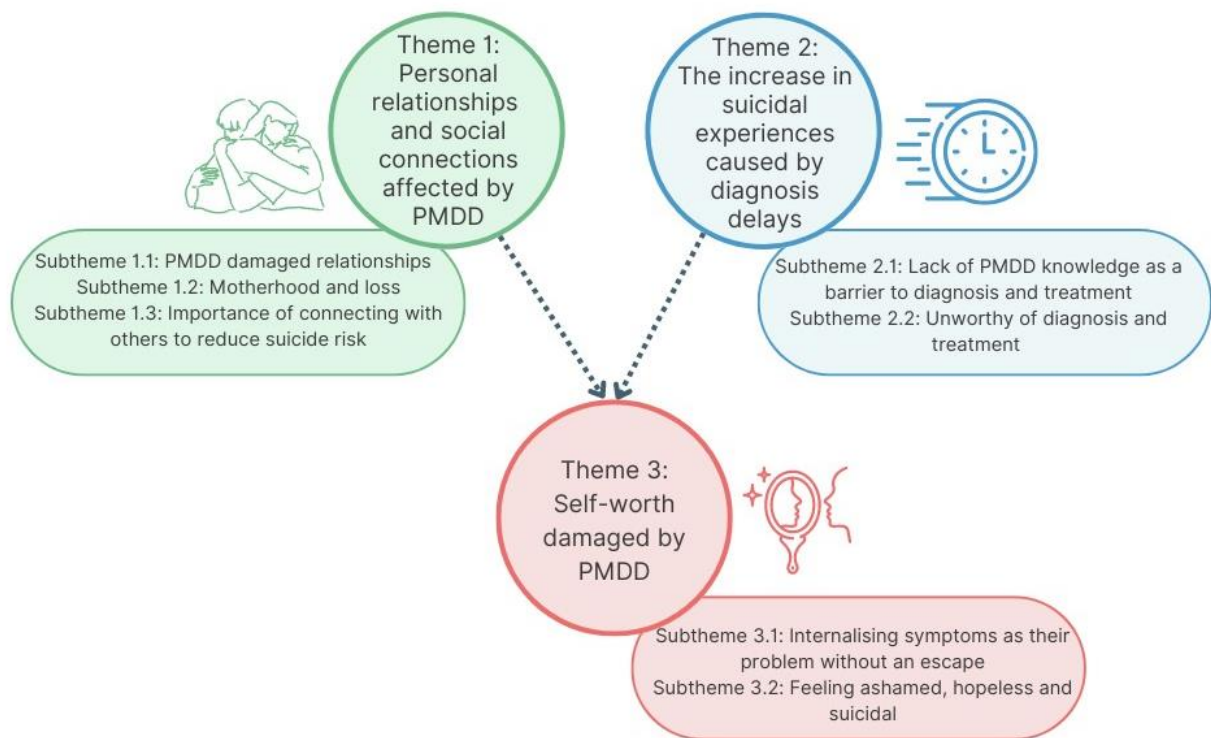 Theme 1:
Personal
relationships
and social
connections
affected by
PMDD
Subtheme 1.1: PMDD damaged relationships
Subtheme 1.2: Motherhood and loss
Subtheme 1.3: Importance of connecting with
others to reduce suicide risk
Theme 2:
The increase in
suicidal
experiences
caused by
diagnosis
delays
Subtheme 2.1: Lack of PMDD knowledge as a
barrier to diagnosis and treatment
Subtheme 2.2: Unworthy of diagnosis and
treatment
Theme 3:
Self-worth
damaged by
PMDD
Subtheme 3.1: Internalising symptoms as their
problem without an escape
Subtheme 3.2: Feeling ashamed, hopeless and
suicidal